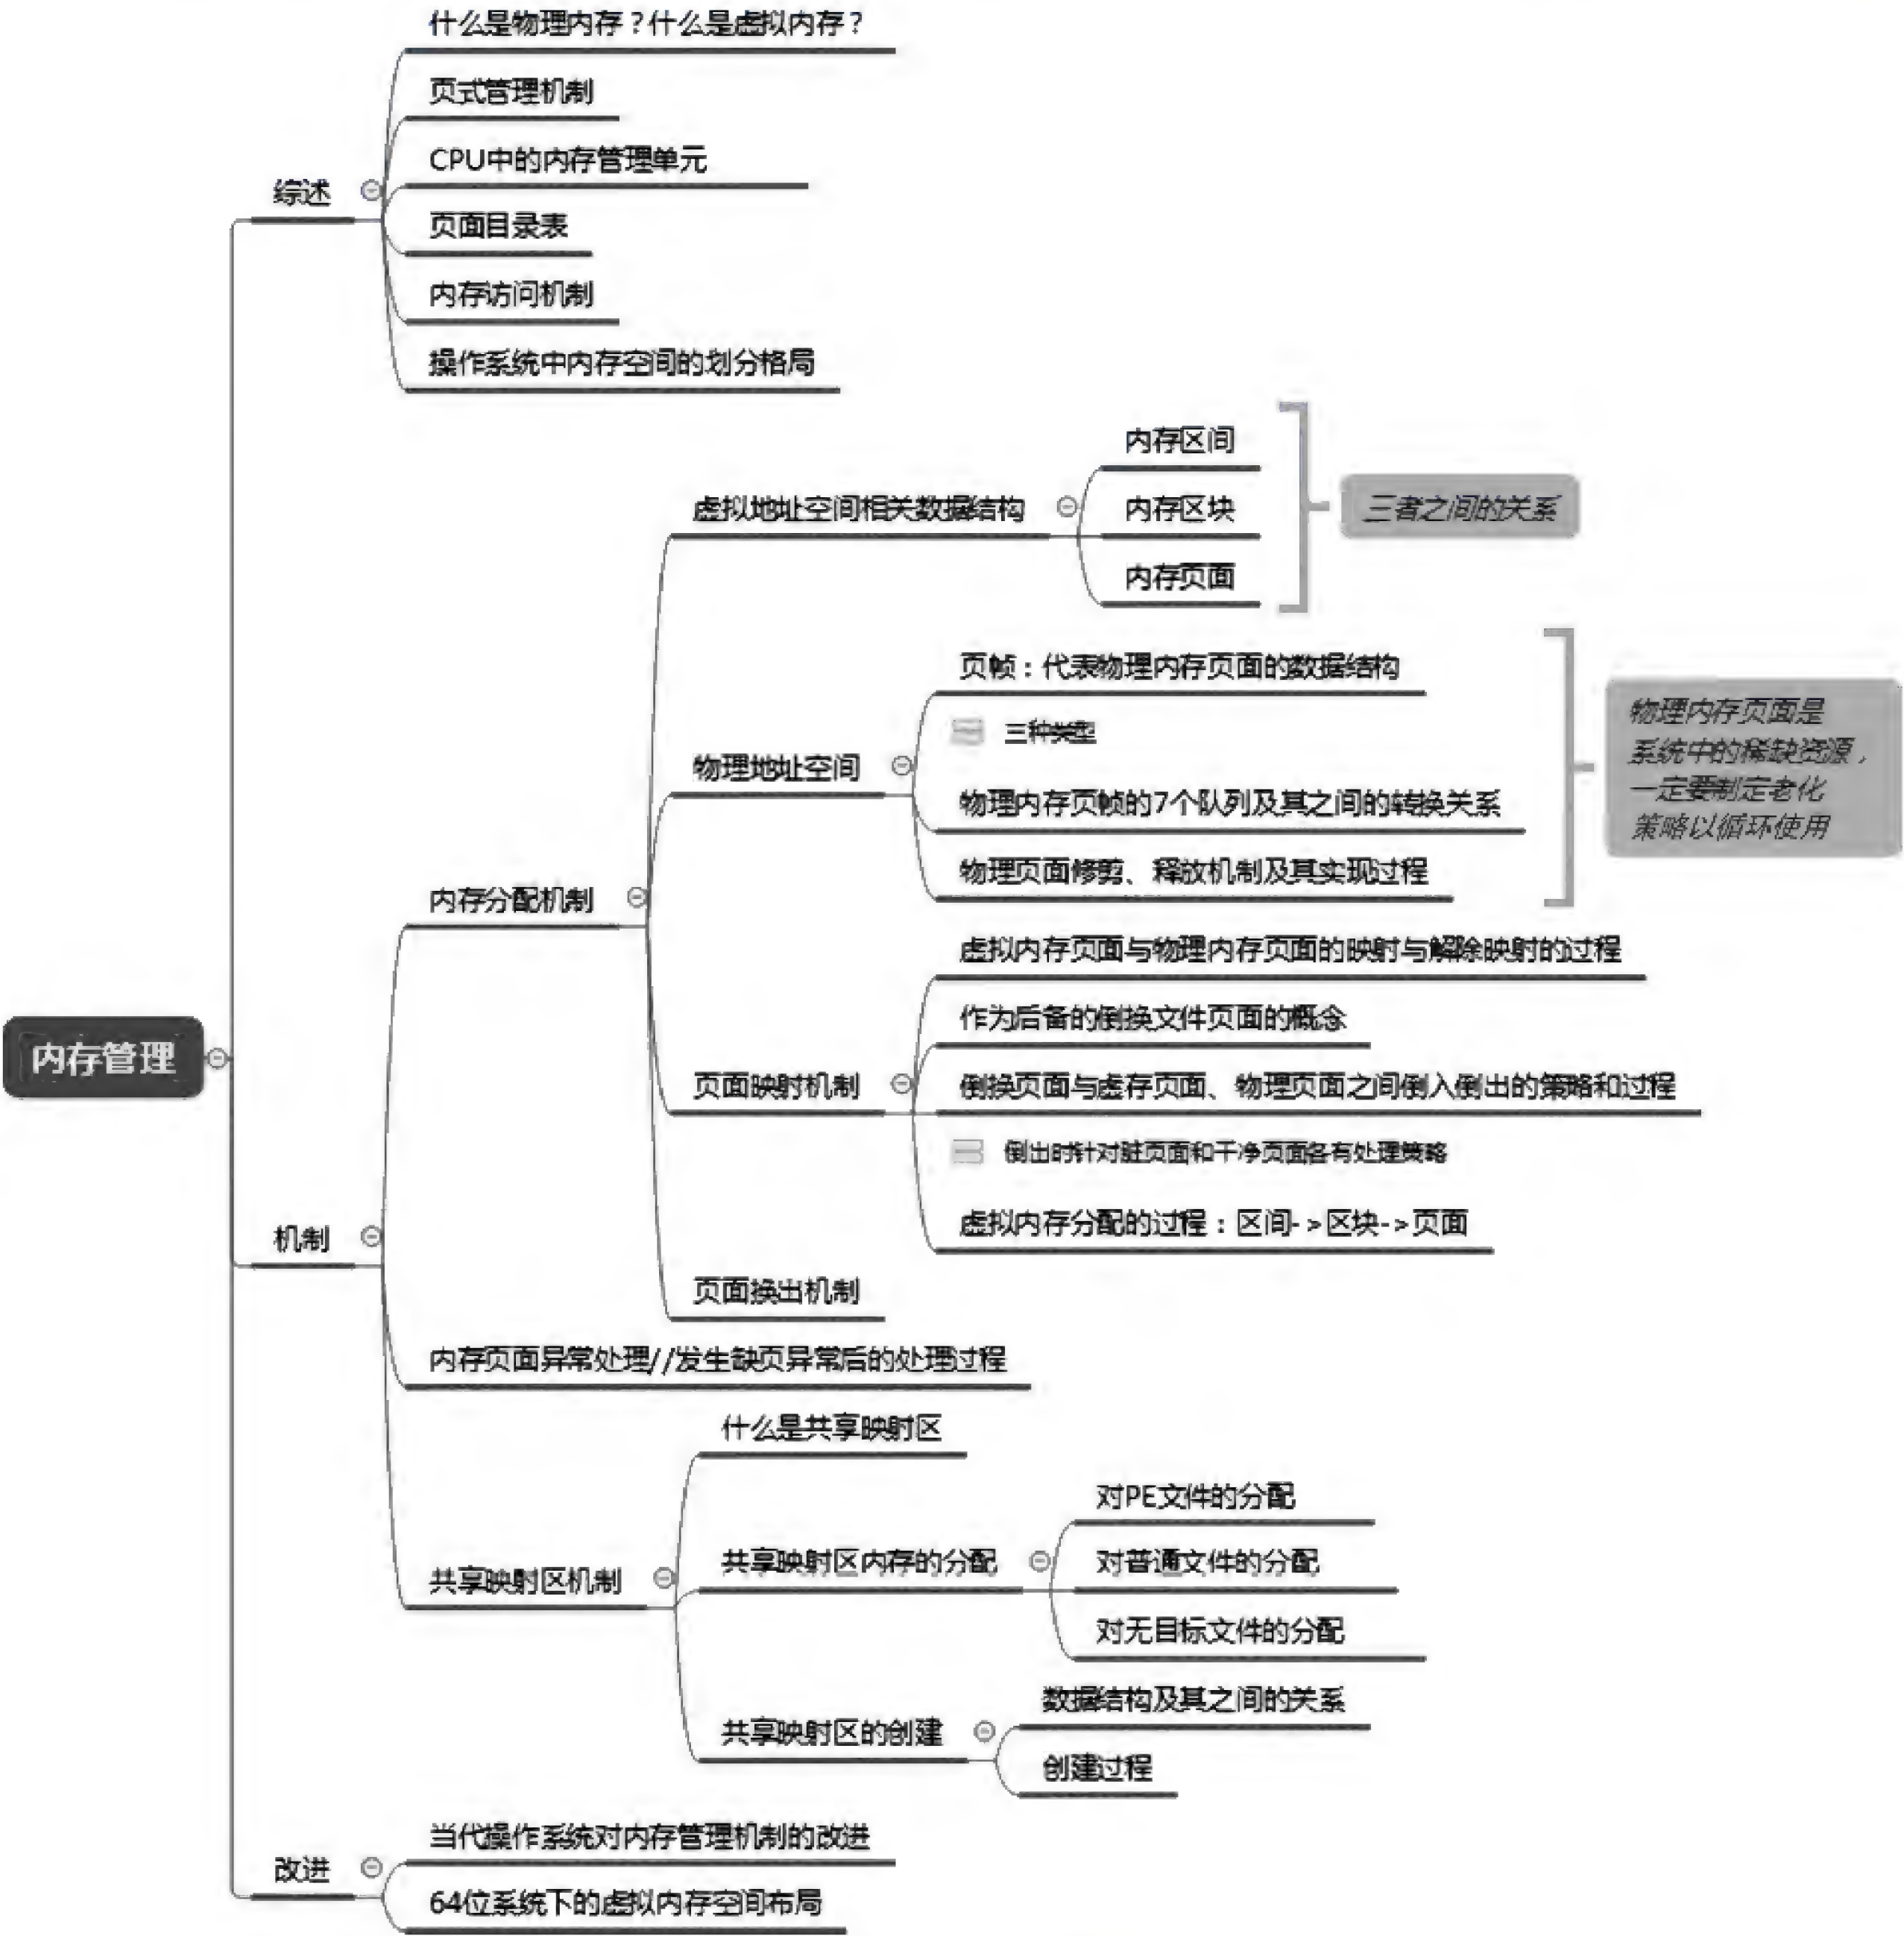 什么是物理内存？什么是虚拟内存？
页式管理机制
CPU中的内存管理单元
综述
页面目录表
内存访问机制
操作系统中内存空间的划分格局
内存区间
虚拟地址空间相关数据结构
内存区块
三者之间的关系
内存页面
页帧：代表物理内存页面的数据结构
三种类型
物理地址空间
物理内存页帧的7个队列及其之间的转换关系
物理页面修剪、释放机制及其实现过程
物理内存页面是
系统中的稀缺资源，
一定要制定老化
策略以循环使用
内存分配机制
虚拟内存页面与物理内存页面的映射与解除映射的过程
作为后备的倒换文件页面的概念
页面映射机制
倒换页面与虚存页面、物理页面之间倒入倒出的策略和过程
倒出时针对脏页面和干净页面各有处理策略
虚拟内存分配的过程：区间->区块->页面
页面换出机制
内存管理
机制
内存页面异常处理//发生缺页异常后的处理过程
什么是共享映射区
对PE文件的分配
共享映射区机制
共享映射区内存的分配
对普通文件的分配
对无目标文件的分配
数据结构及其之间的关系
共享映射区的创建
创建过程
当代操作系统对内存管理机制的改进
改进
64位系统下的虚拟内存空间布局